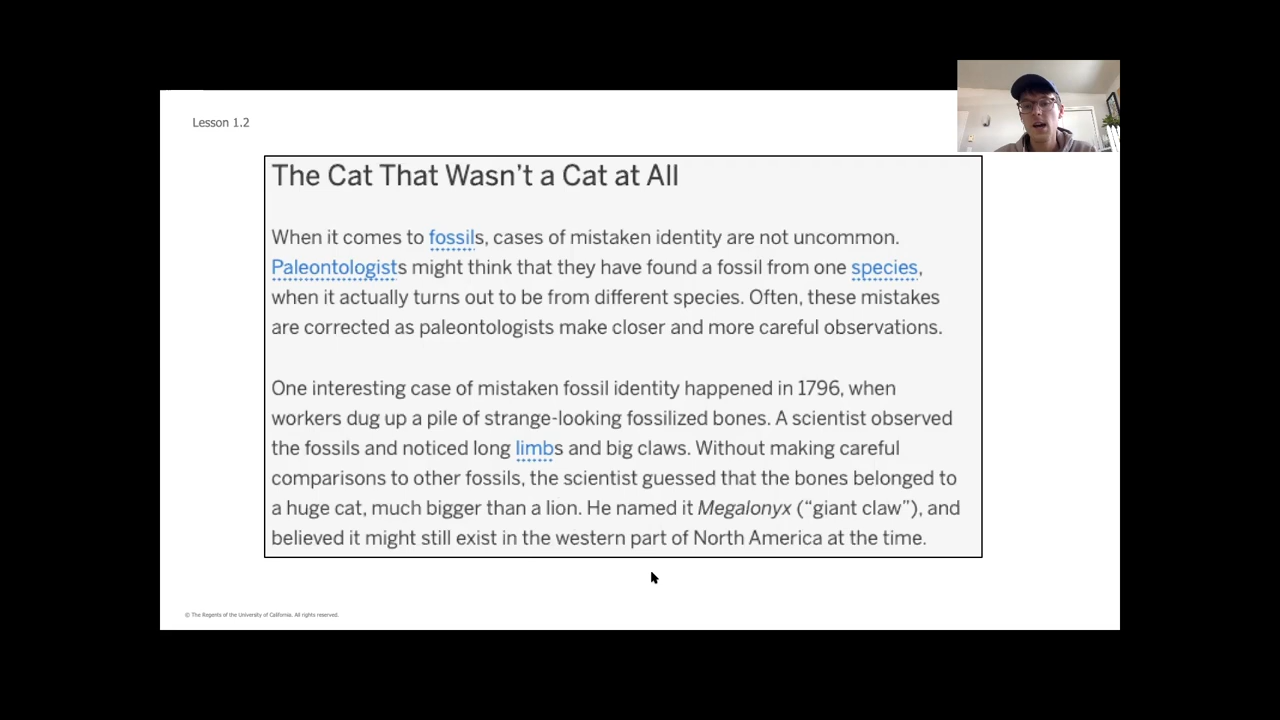 Lesson 1.2
The Cat That Wasn't a Cat at All
When it comes to fossils, cases of mistaken identity are not uncommon.
Paleontologists might think that they have found a fossil from one species,
when it actually turns out to be from different species. Often, these mistakes
are corrected as paleontologists make closer and more careful observations.
One interesting case of mistaken fossil identity happened in 1796, when
workers dug up a pile of strange-looking fossilized bones. A scientist observed
the fossils and noticed long limbs and big claws. Without making careful
comparisons to other fossils, the scientist guessed that the bones belonged to
a huge cat, much bigger than a lion. He named it Megalonyx (“giant claw”), and
believed it might still exist in the western part of North America at the time.
© The Regents of the University of California. All rights reserved.